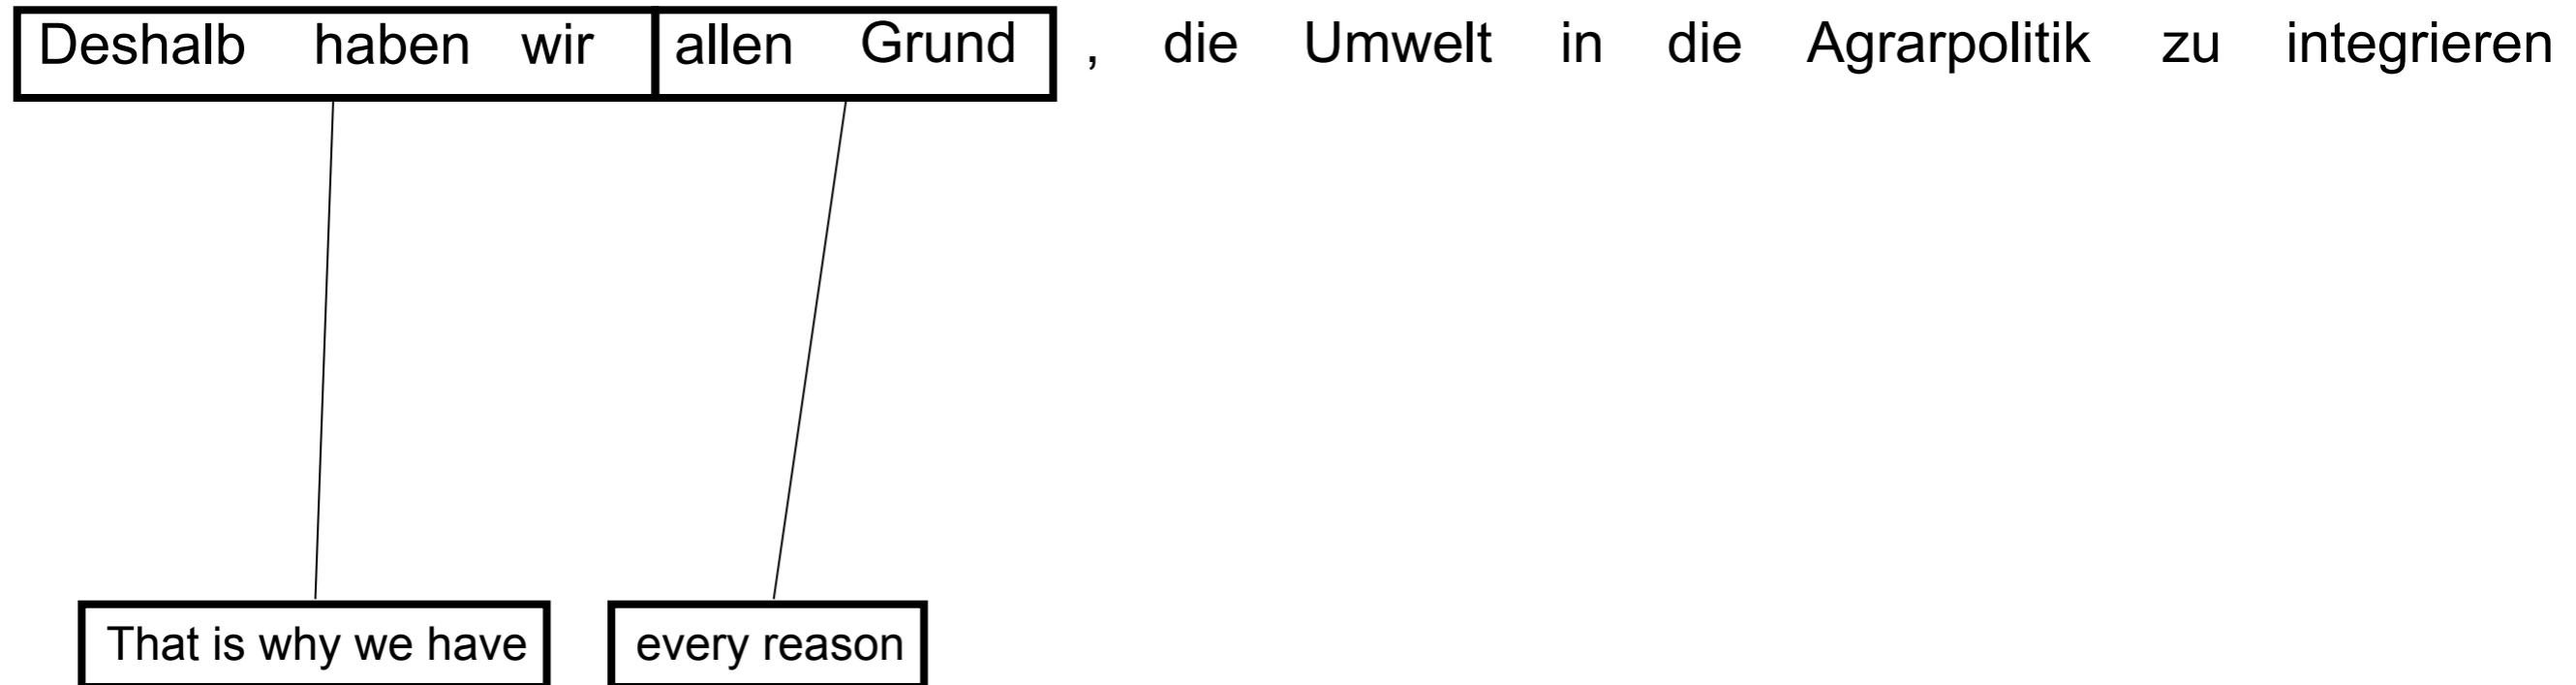 Deshalb haben wir allen Grund , die Umwelt in die Agrarpolitik zu integrieren
That is why we have every reason